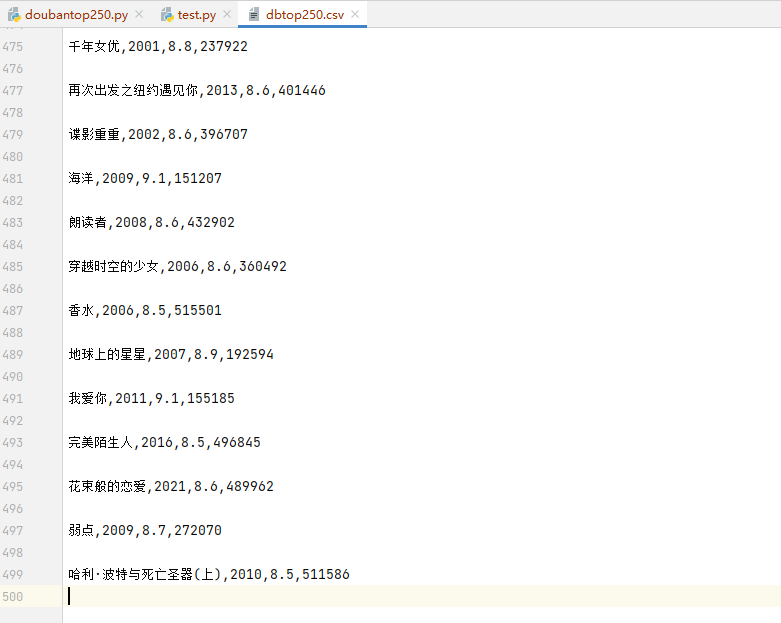 doubantop250.py test.py dbtop250.csv
475 千年女优,2001,8.8,237922
476
477 再次出发之纽约遇见你,2013,8.6,401446
478
479 谍影重重,2002,8.6,396707
480
481 海洋,2009,9.1,151207
482
483 朗读者,2008,8.6,432902
484
485 穿越时空的少女,2006,8.6,360492
486
487 香水,2006,8.5,515501
488
489 地球上的星星,2007,8.9,192594
490
491 我爱你,2011,9.1,155185
492
493 完美陌生人,2016,8.5,496845
494
495 花束般的恋爱,2021,8.6,489962
496
497 弱点,2009,8.7,272070
498
499 哈利·波特与死亡圣器(上),2010,8.5,511586
500